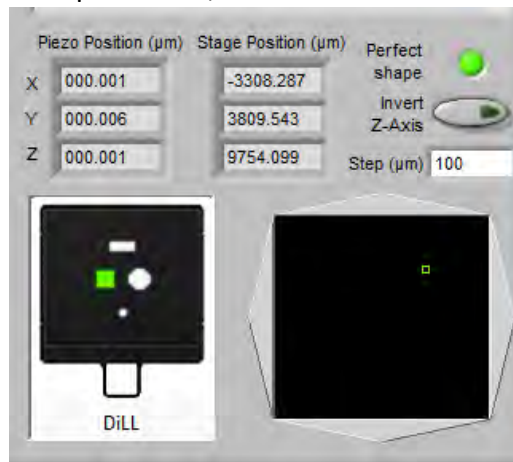 Piezo Position (µm) Stage Position (µm) Perfect shape
X 000.001 -3308.287
Y 000.006 3809.543 Invert Z-Axis
Z 000.001 9754.099 Step (µm) 100
DiLL